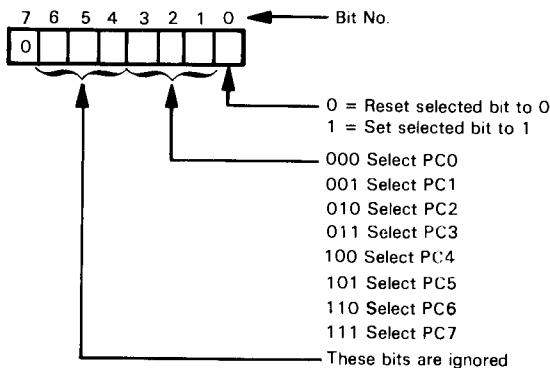 7 6 5 4 3 2 1 0 Bit No.
0
0 = Reset selected bit to 0
1 = Set selected bit to 1
000 Select PC0
001 Select PC1
010 Select PC2
011 Select PC3
100 Select PC4
101 Select PC5
110 Select PC6
111 Select PC7
These bits are ignored